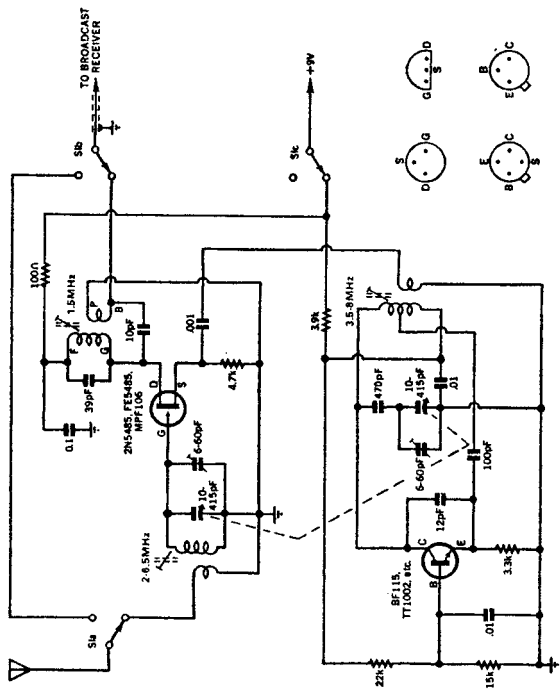 TO BROADCAST
RECEIVER
S1b
100Ω
1.5MHz
F
P
G
B
39pF
0.1
10pF
2N5485, FE5485,
MPF106
D
S
G
.001
4.7k
6-60pF
10-
415pF
2-6.5MHz
S1a
S1c
+9V
3.9k
3.5-8MHz
470pF
10-
415pF
.01
6-60pF
100pF
12pF
BF115,
TT1002, etc.
C
E
B
3.3k
.01
22k
15k
S
D
G
G
D
S
E
B
C
S
B
E
C